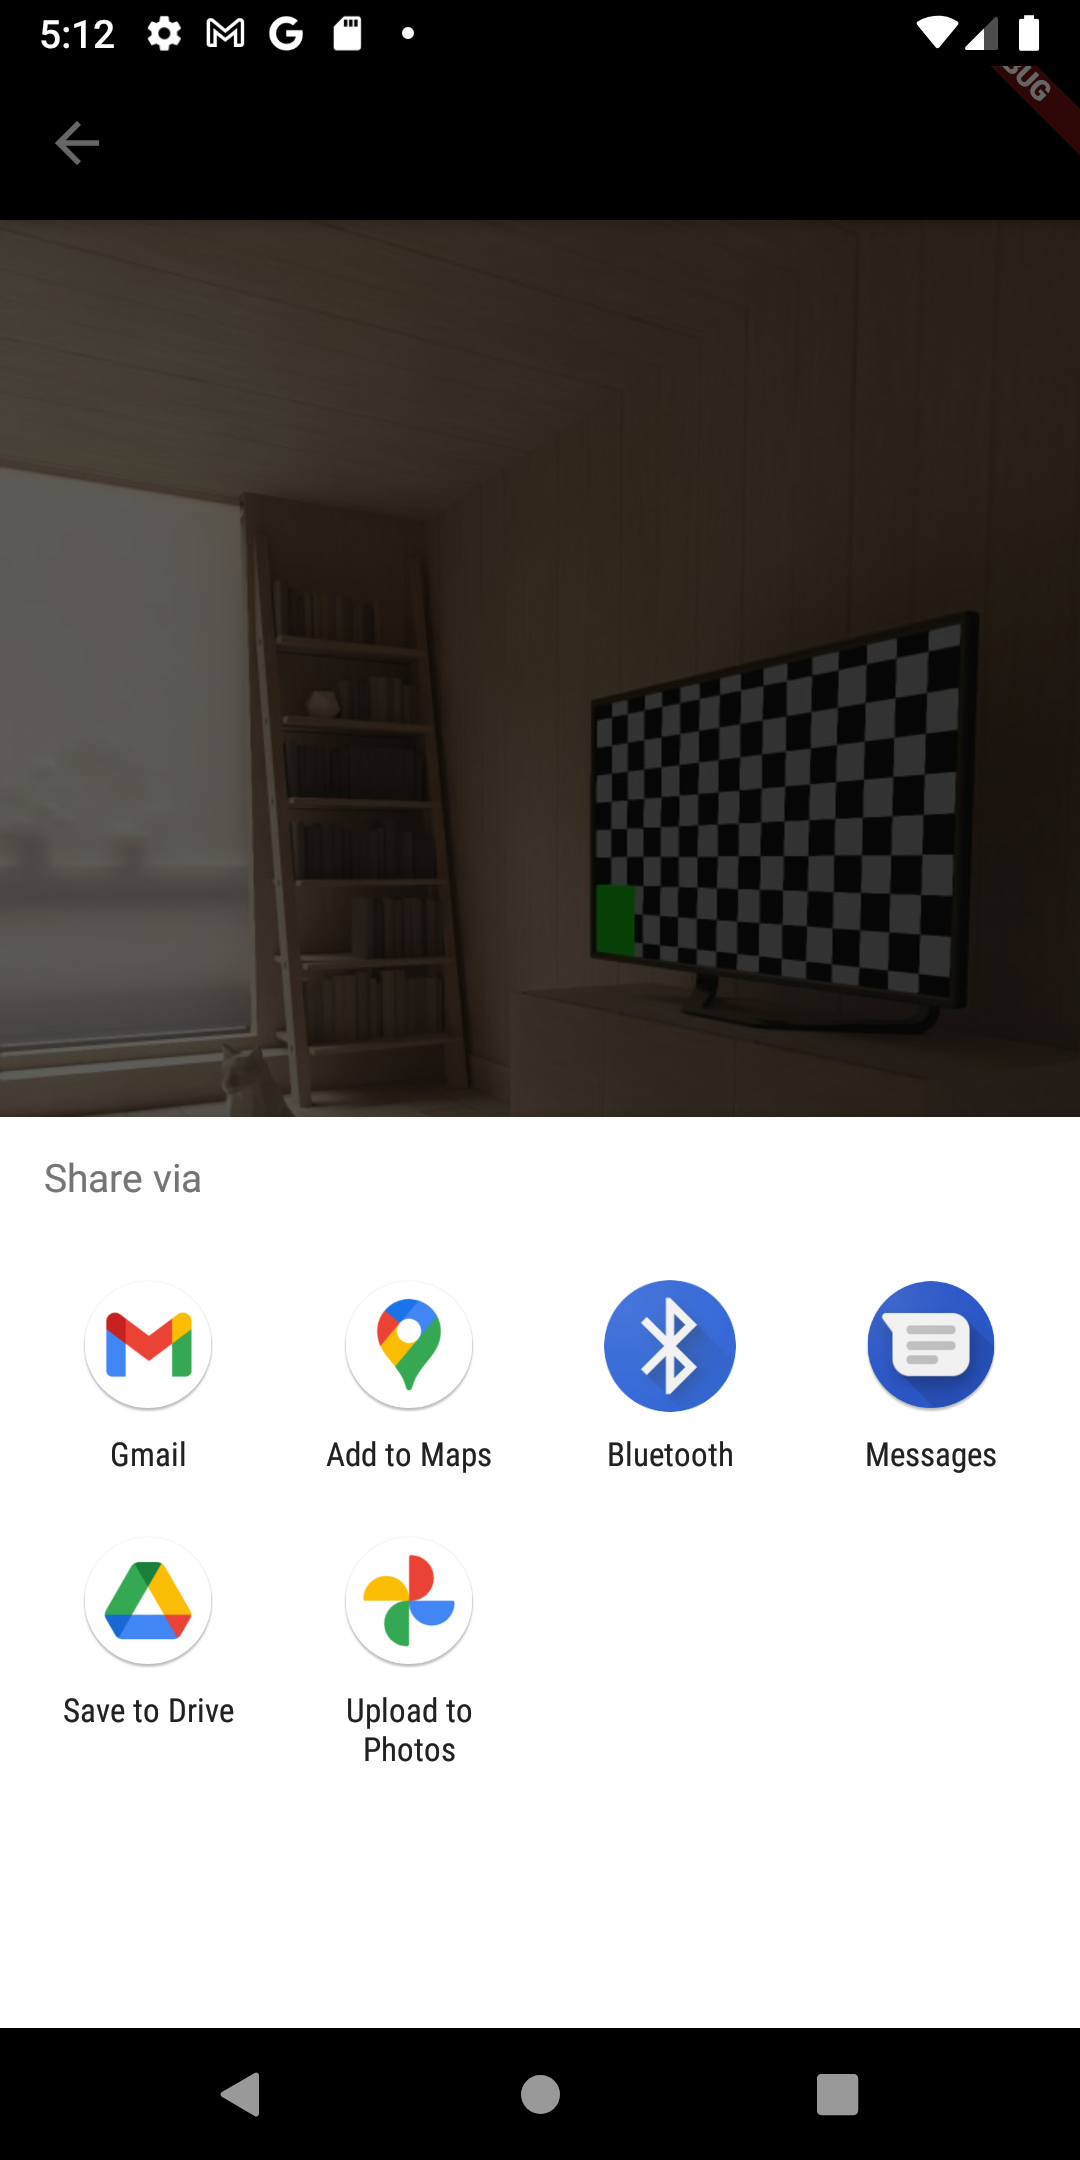 5:12
BUG
Share via
Gmail
Add to Maps
Bluetooth
Messages
Save to Drive
Upload to
Photos